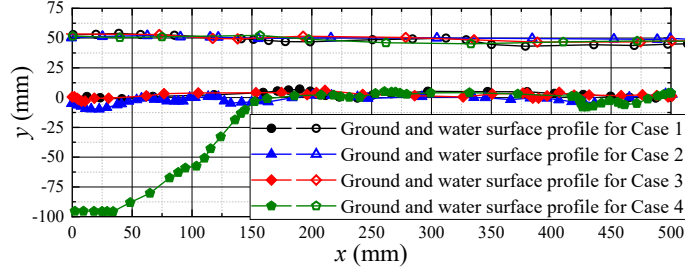 75
50
25
0
-25
-50
-75
-100
y (mm)
Ground and water surface profile for Case 1
Ground and water surface profile for Case 2
Ground and water surface profile for Case 3
Ground and water surface profile for Case 4
0 50 100 150 200 250 300 350 400 450 500
x (mm)